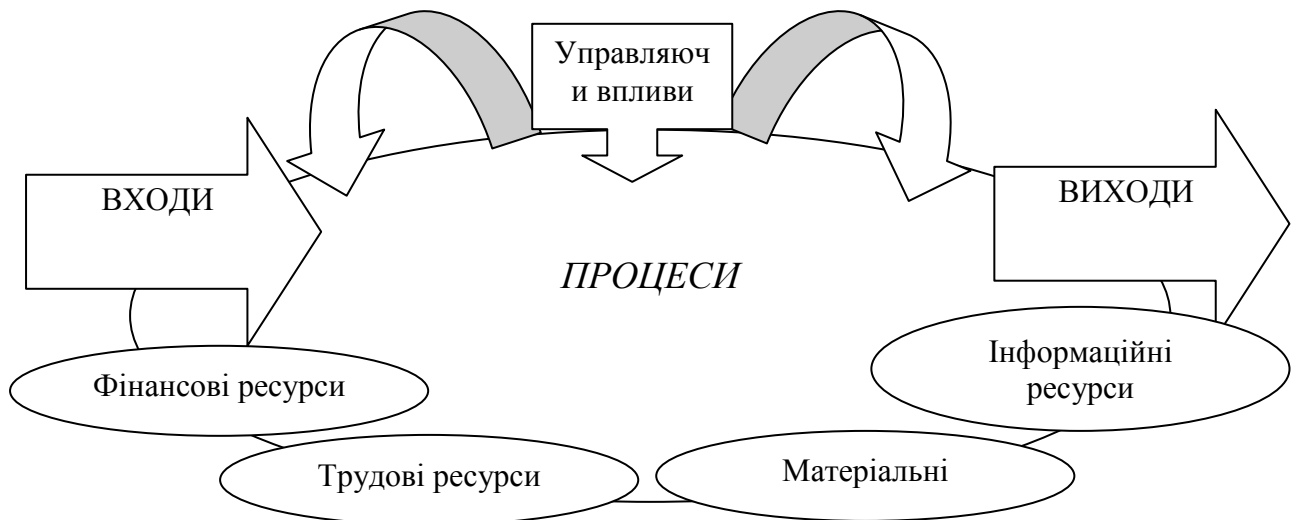 Управляюч
и впливи
ВХОДИ
ВИХОДИ
ПРОЦЕСИ
Фінансові ресурси
Інформаційні
ресурси
Трудові ресурси
Матеріальні